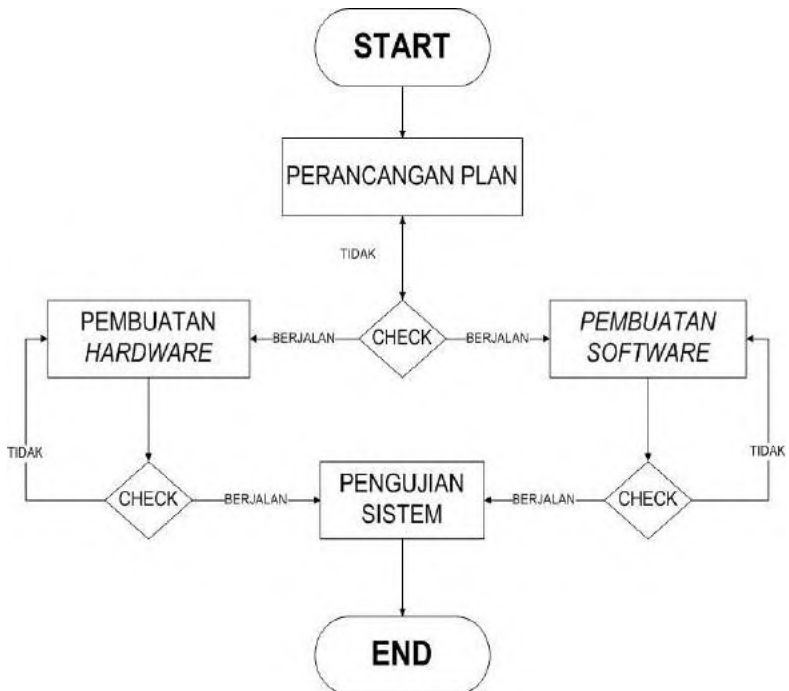 START
PERANCANGAN PLAN
TIDAK
PEMBUATAN
HARDWARE
BERJALAN
CHECK
BERJALAN
PEMBUATAN
SOFTWARE
TIDAK
CHECK
BERJALAN
PENGUJIAN
SISTEM
BERJALAN
CHECK
TIDAK
END